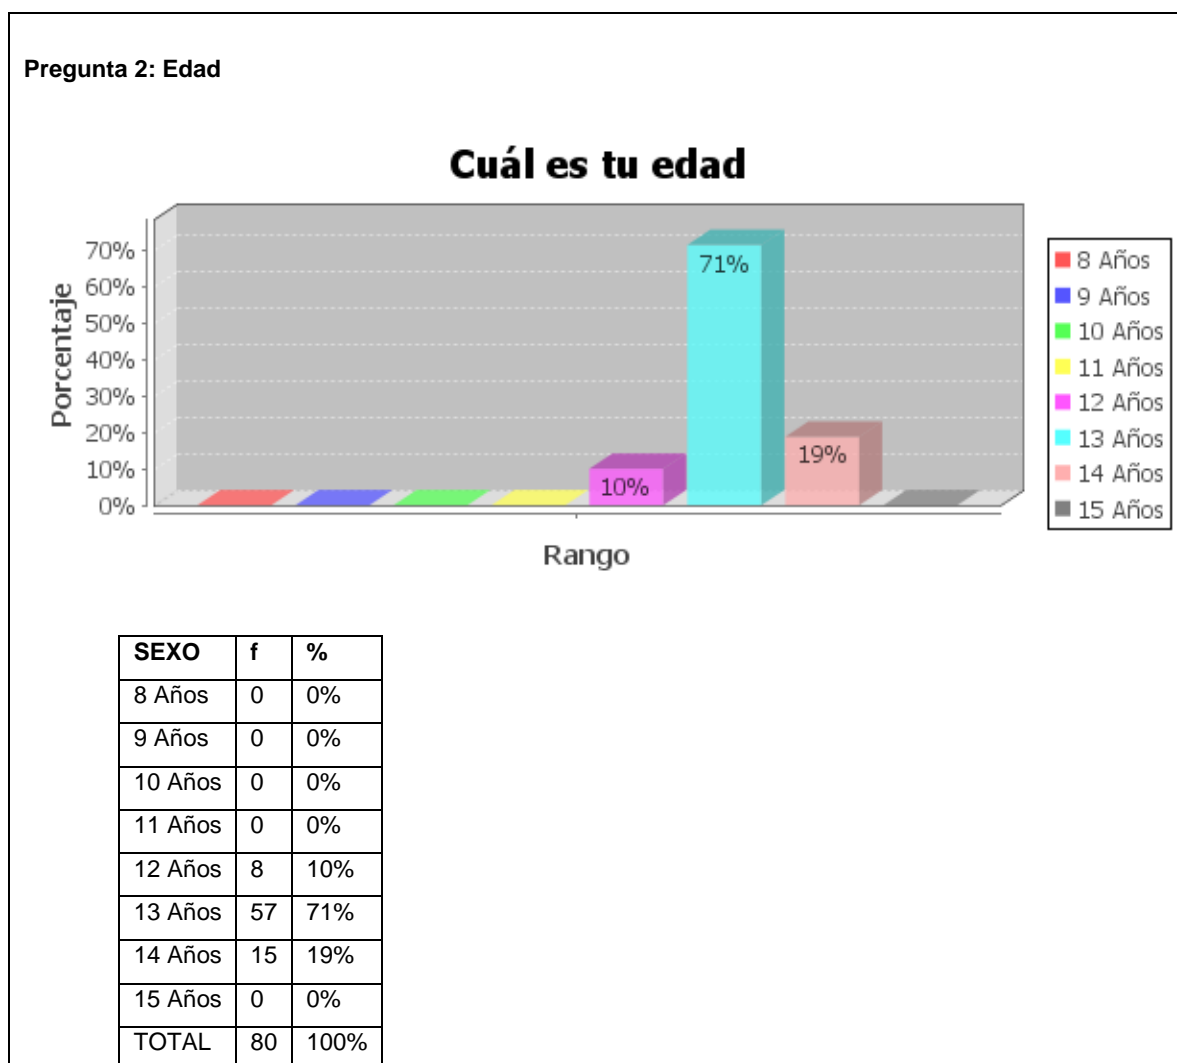 Pregunta 2: Edad
Cuál es tu edad
Porcentaje
70%
60%
50%
40%
30%
20%
10%
0%
10%
71%
19%
Rango
8 Años
9 Años
10 Años
11 Años
12 Años
13 Años
14 Años
15 Años
SEXO f %
8 Años 0 0%
9 Años 0 0%
10 Años 0 0%
11 Años 0 0%
12 Años 8 10%
13 Años 57 71%
14 Años 15 19%
15 Años 0 0%
TOTAL 80 100%